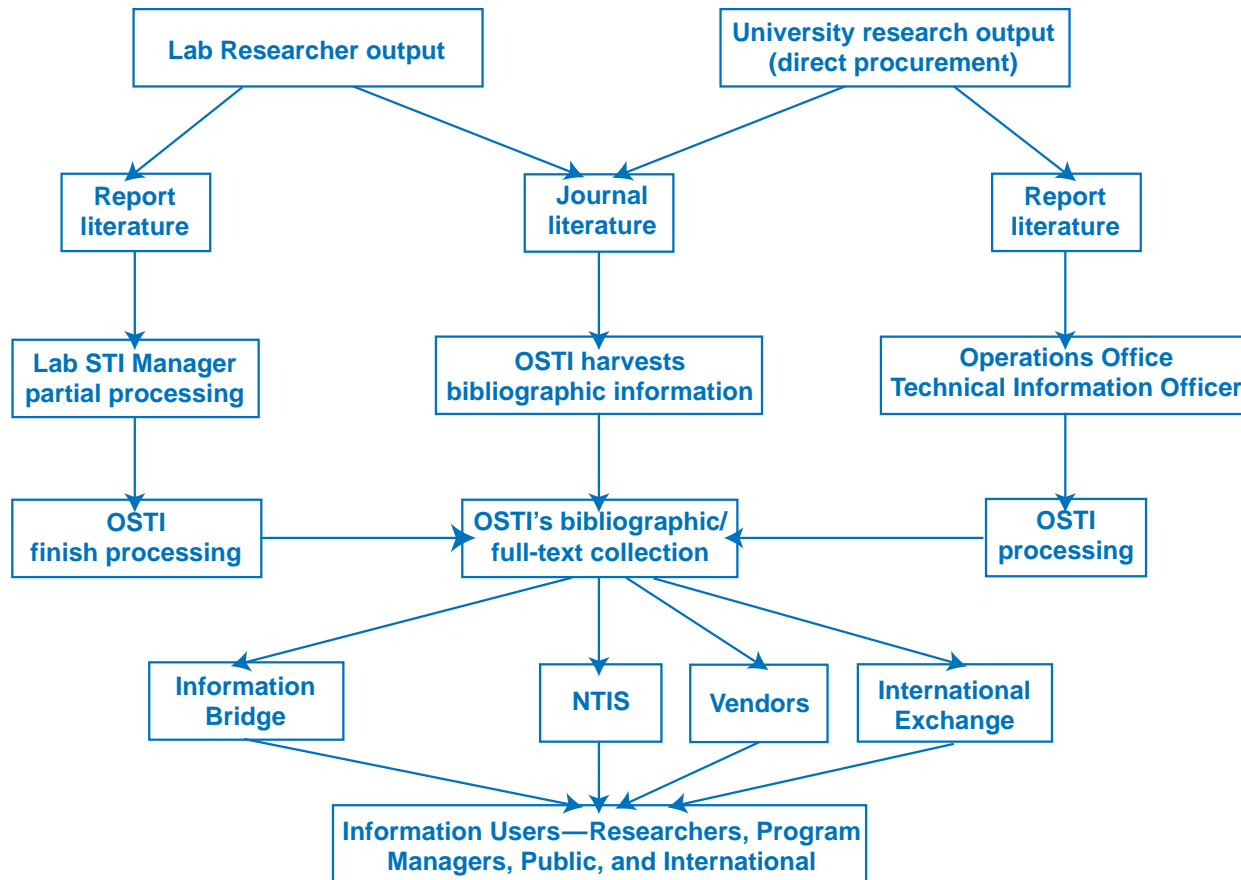 Lab Researcher output
University research output
(direct procurement)
Report
literature
Journal
literature
Report
literature
Lab STI Manager
partial processing
OSTI harvests
bibliographic information
Operations Office
Technical Information Officer
OSTI
finish processing
OSTI’s bibliographic/
full-text collection
OSTI
processing
Information
Bridge
NTIS
Vendors
International
Exchange
Information Users—Researchers, Program
Managers, Public, and International